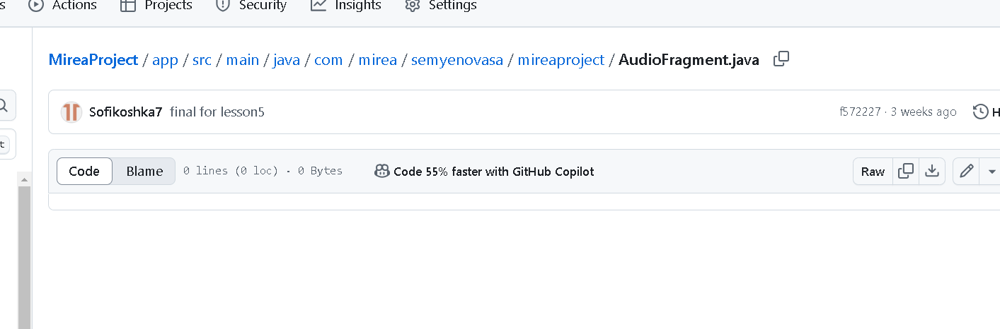 s Actions Projects Security Insights Settings
MireaProject / app / src / main / java / com / mirea / semyenovasa / mireaproject / AudioFragment.java
Sofikoshka7 final for lesson5 f572227 · 3 weeks ago H
t
Code Blame 0 lines (0 loc) · 0 Bytes Code 55% faster with GitHub Copilot Raw